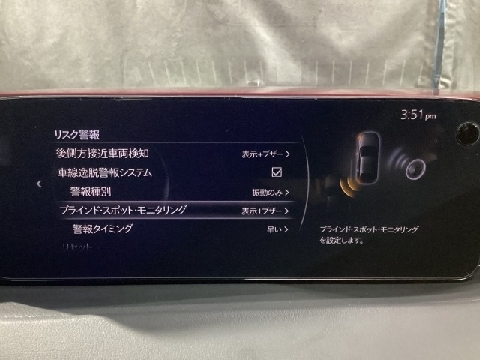 3:51pm
リスク警報
後側方接近車両検知 表示+ブザー
車線逸脱警報システム
警報種別 振動のみ
ブラインド・スポット・モニタリング 表示+ブザー
警報タイミング 早い
リセット
ブラインド・スポット・モニタリング
を設定します。